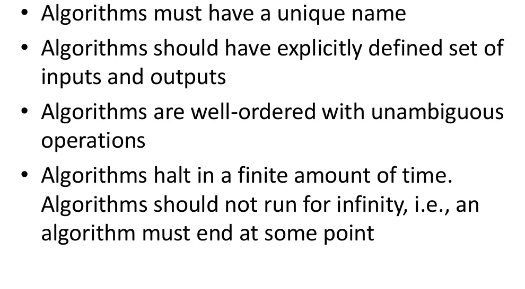 • Algorithms must have a unique name
• Algorithms should have explicitly defined set of
inputs and outputs
• Algorithms are well-ordered with unambiguous
operations
• Algorithms halt in a finite amount of time.
Algorithms should not run for infinity, i.e., an
algorithm must end at some point